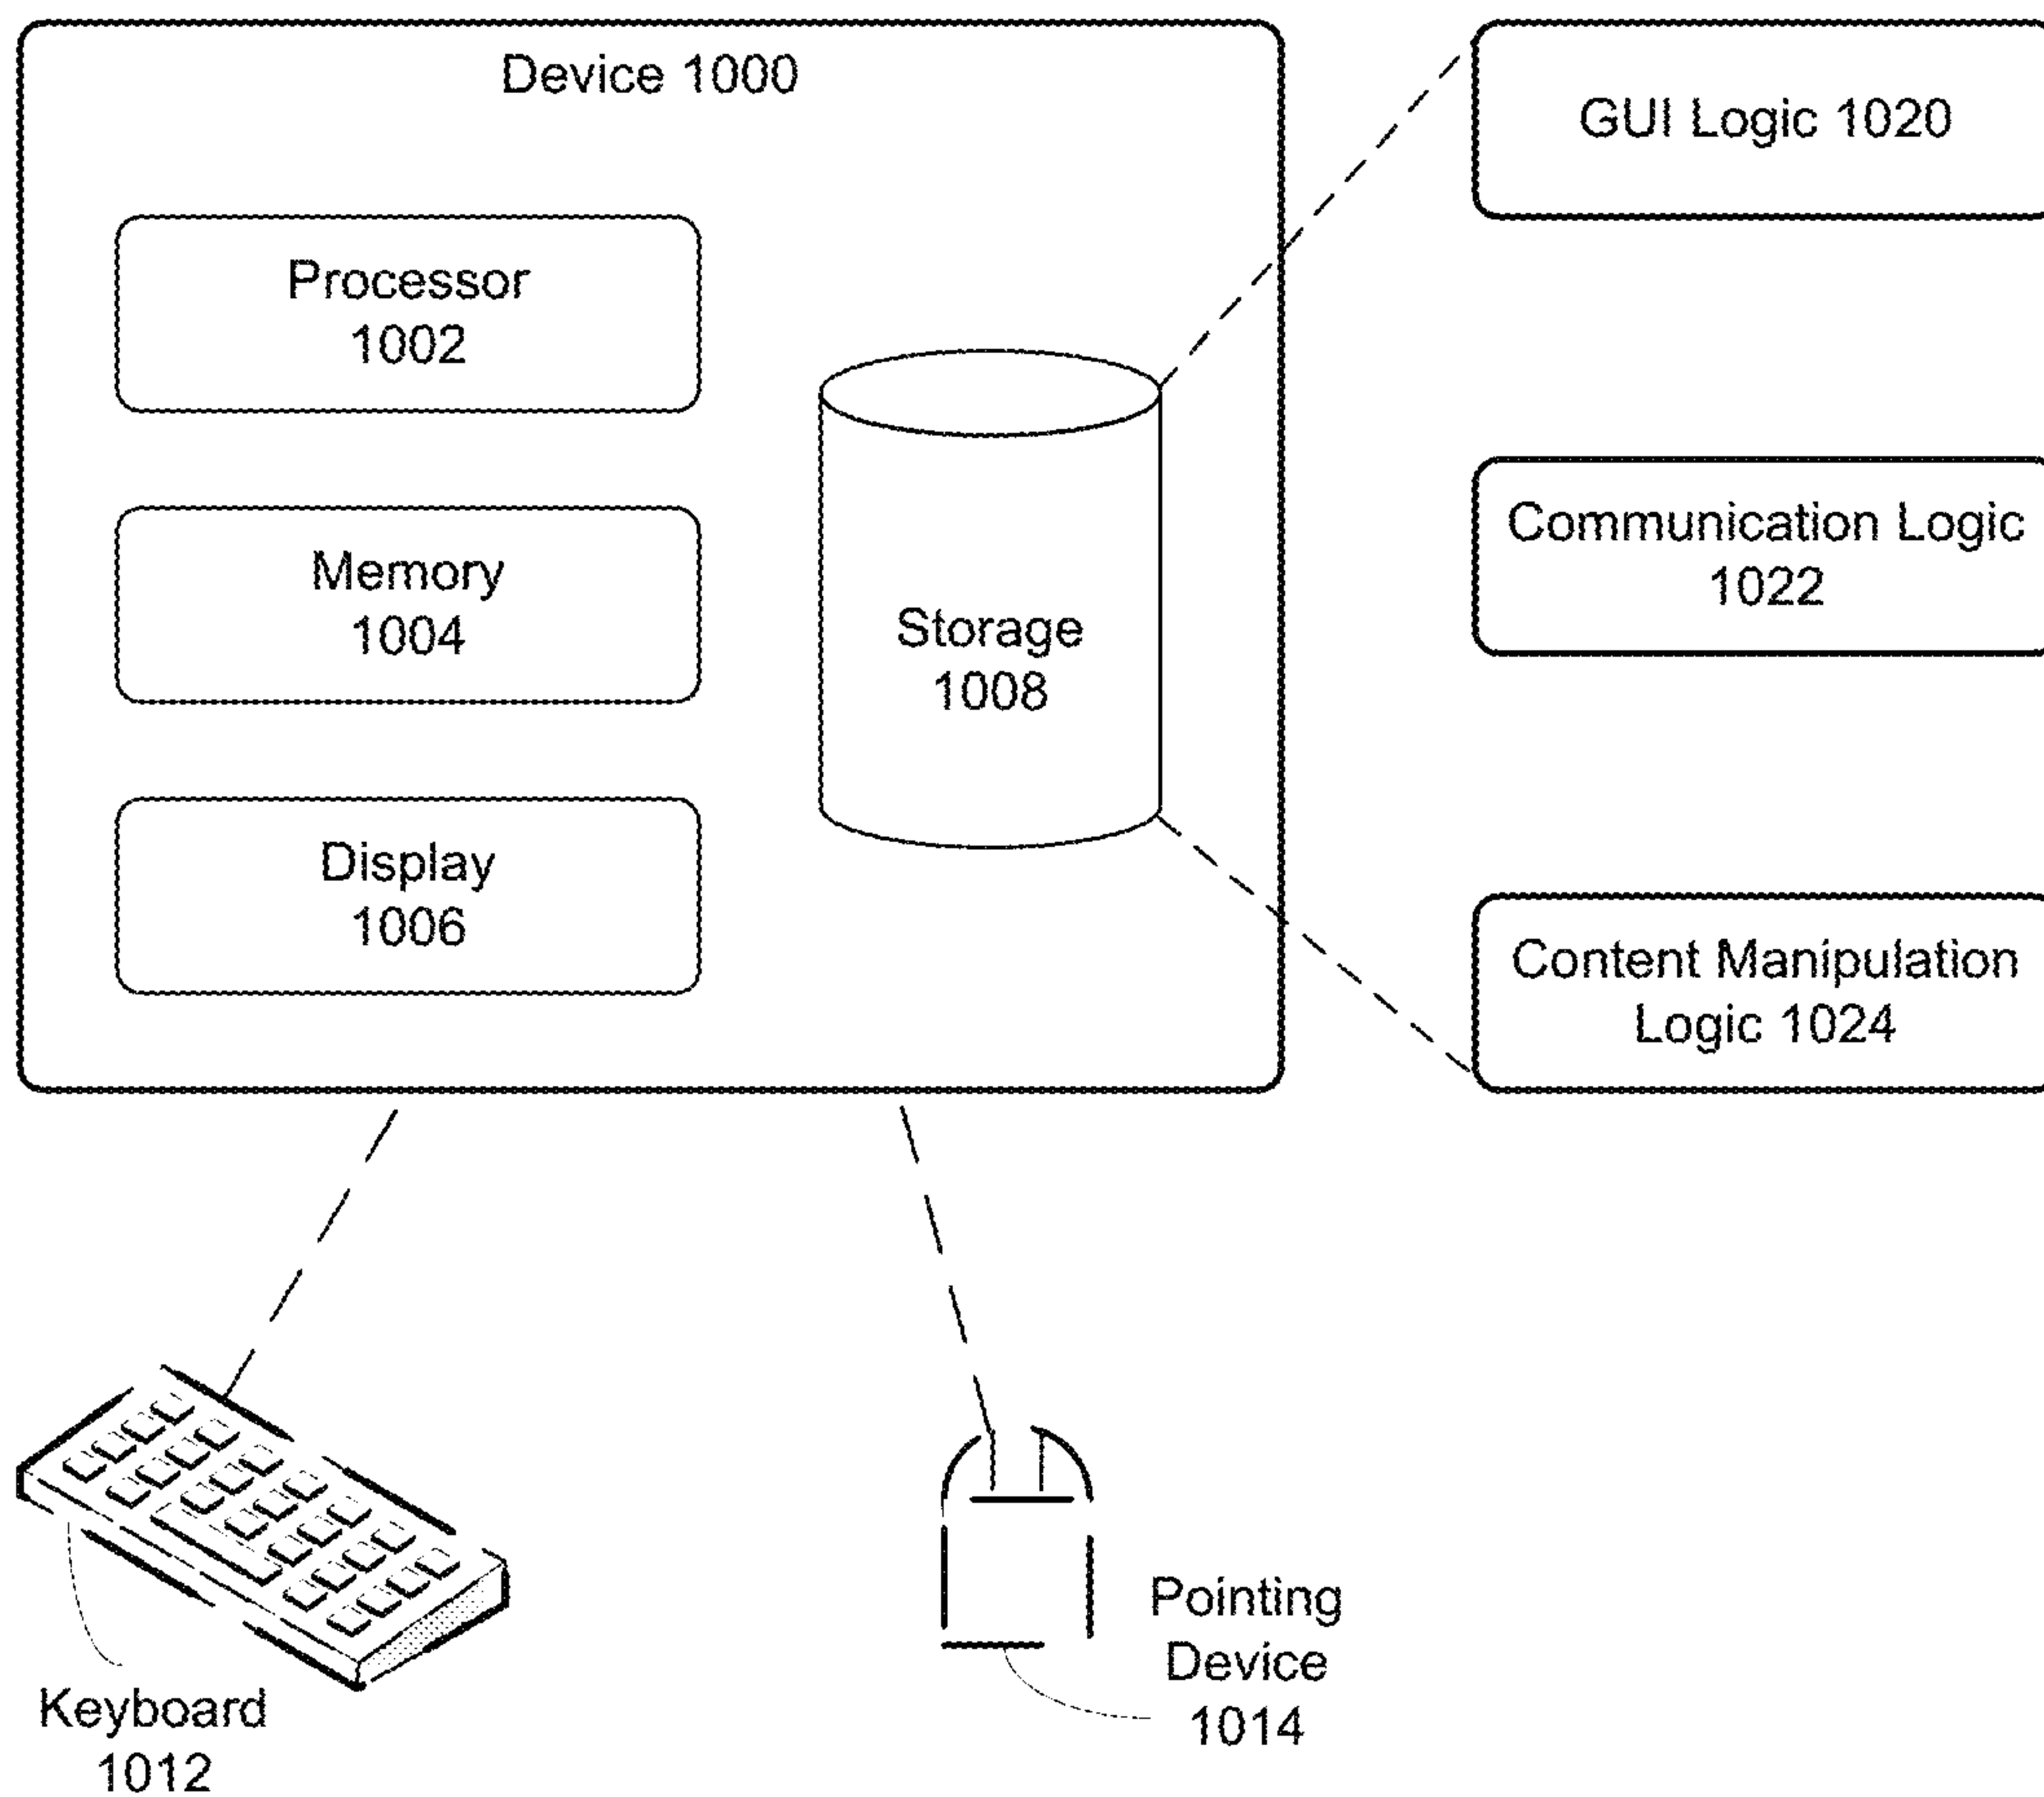 Device 1000
Processor
1002
Memory
1004
Display
1006
Storage
1008
GUI Logic 1020
Communication Logic
1022
Content Manipulation
Logic 1024
Keyboard
1012
Pointing
Device
1014